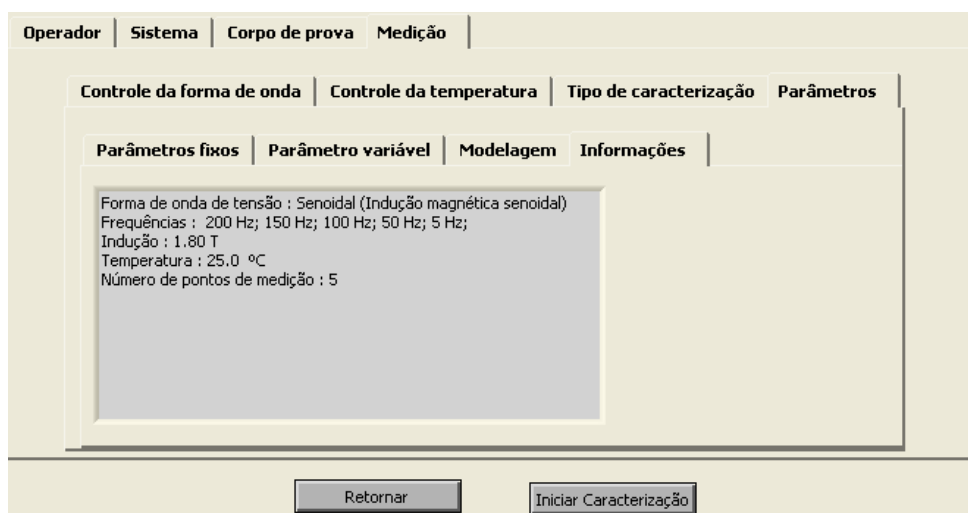 Operador Sistema Corpo de prova Medição
Controle da forma de onda Controle da temperatura Tipo de caracterização Parâmetros
Parâmetros fixos Parâmetro variável Modelagem Informações
Forma de onda de tensão : Senoidal (Indução magnética senoidal)
Frequências : 200 Hz; 150 Hz; 100 Hz; 50 Hz; 5 Hz;
Indução : 1.80 T
Temperatura : 25.0 ºC
Número de pontos de medição : 5
Retornar Iniciar Caracterização